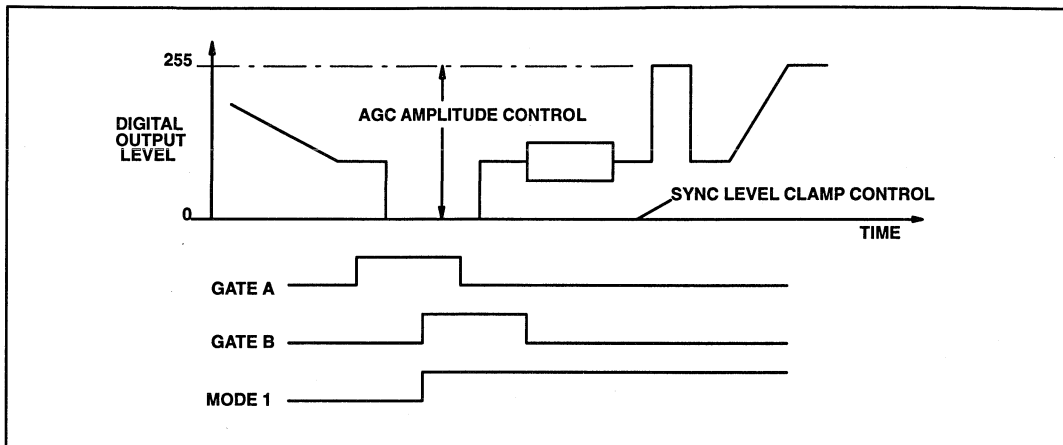 255
DIGITAL
OUTPUT
LEVEL
AGC AMPLITUDE CONTROL
SYNC LEVEL CLAMP CONTROL
0
TIME
GATE A
GATE B
MODE 1